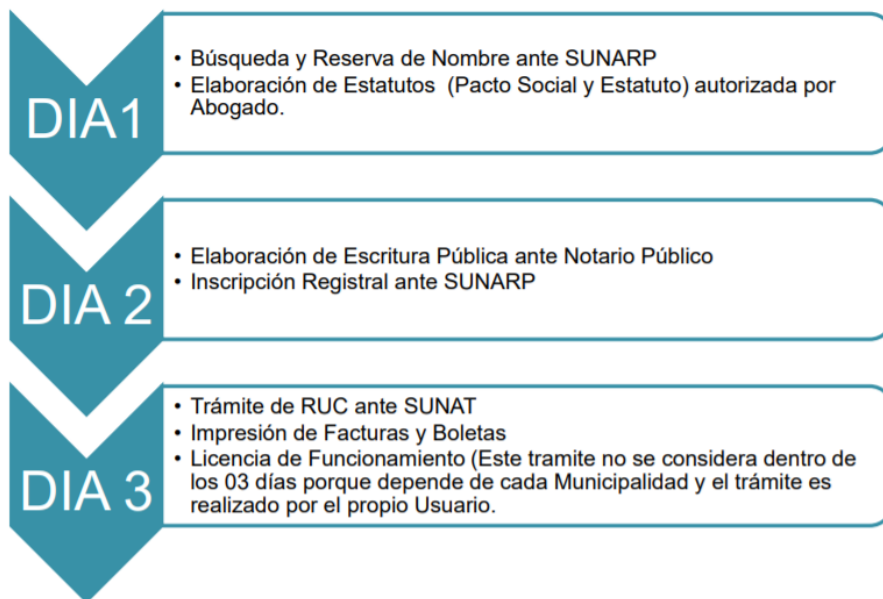 DIA1
• Búsqueda y Reserva de Nombre ante SUNARP
• Elaboración de Estatutos (Pacto Social y Estatuto) autorizada por
Abogado.
DIA 2
• Elaboración de Escritura Pública ante Notario Público
• Inscripción Registral ante SUNARP
DIA 3
• Trámite de RUC ante SUNAT
• Impresión de Facturas y Boletas
• Licencia de Funcionamiento (Este tramite no se considera dentro de
los 03 días porque depende de cada Municipalidad y el trámite es
realizado por el propio Usuario.